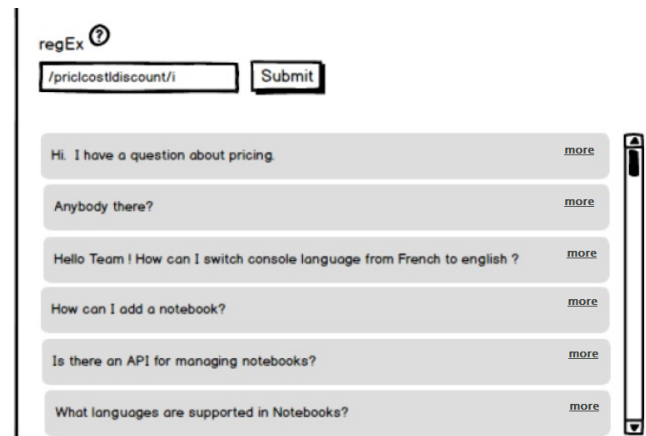 regEx ?
/pric|cost|discount/i
Submit
Hi. I have a question about pricing. more
Anybody there? more
Hello Team ! How can I switch console language from French to english ? more
How can I add a notebook? more
Is there an API for managing notebooks? more
What languages are supported in Notebooks? more